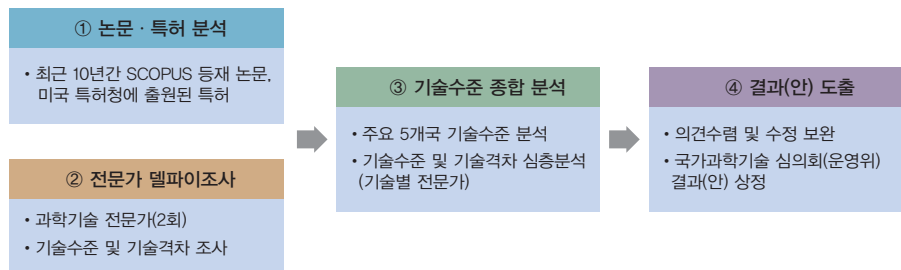 ① 논문 · 특허 분석
• 최근 10년간 SCOPUS 등재 논문,
미국 특허청에 출원된 특허
② 전문가 델파이조사
• 과학기술 전문가(2회)
• 기술수준 및 기술격차 조사
③ 기술수준 종합 분석
• 주요 5개국 기술수준 분석
• 기술수준 및 기술격차 심층분석
(기술별 전문가)
④ 결과(안) 도출
• 의견수렴 및 수정 보완
• 국가과학기술 심의회(운영위)
결과(안) 상정